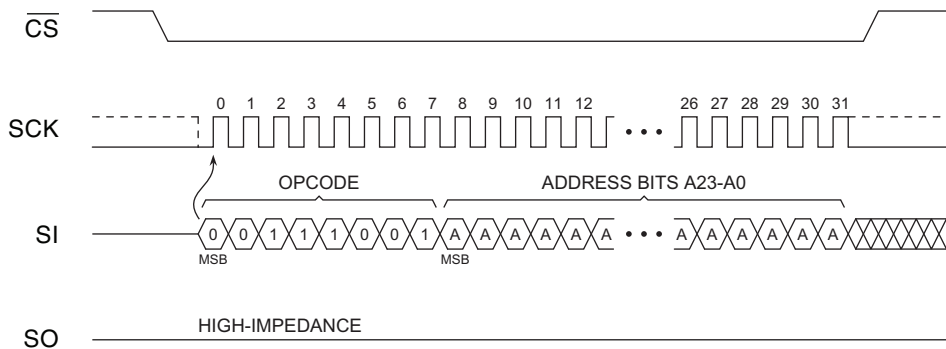 CS
0 1 2 3 4 5 6 7 8 9 10 11 12 26 27 28 29 30 31
SCK
OPCODE ADDRESS BITS A23-A0
SI 0 0 1 1 1 0 0 1 A A A A A A A A A A A A
MSB MSB
HIGH-IMPEDANCE
SO